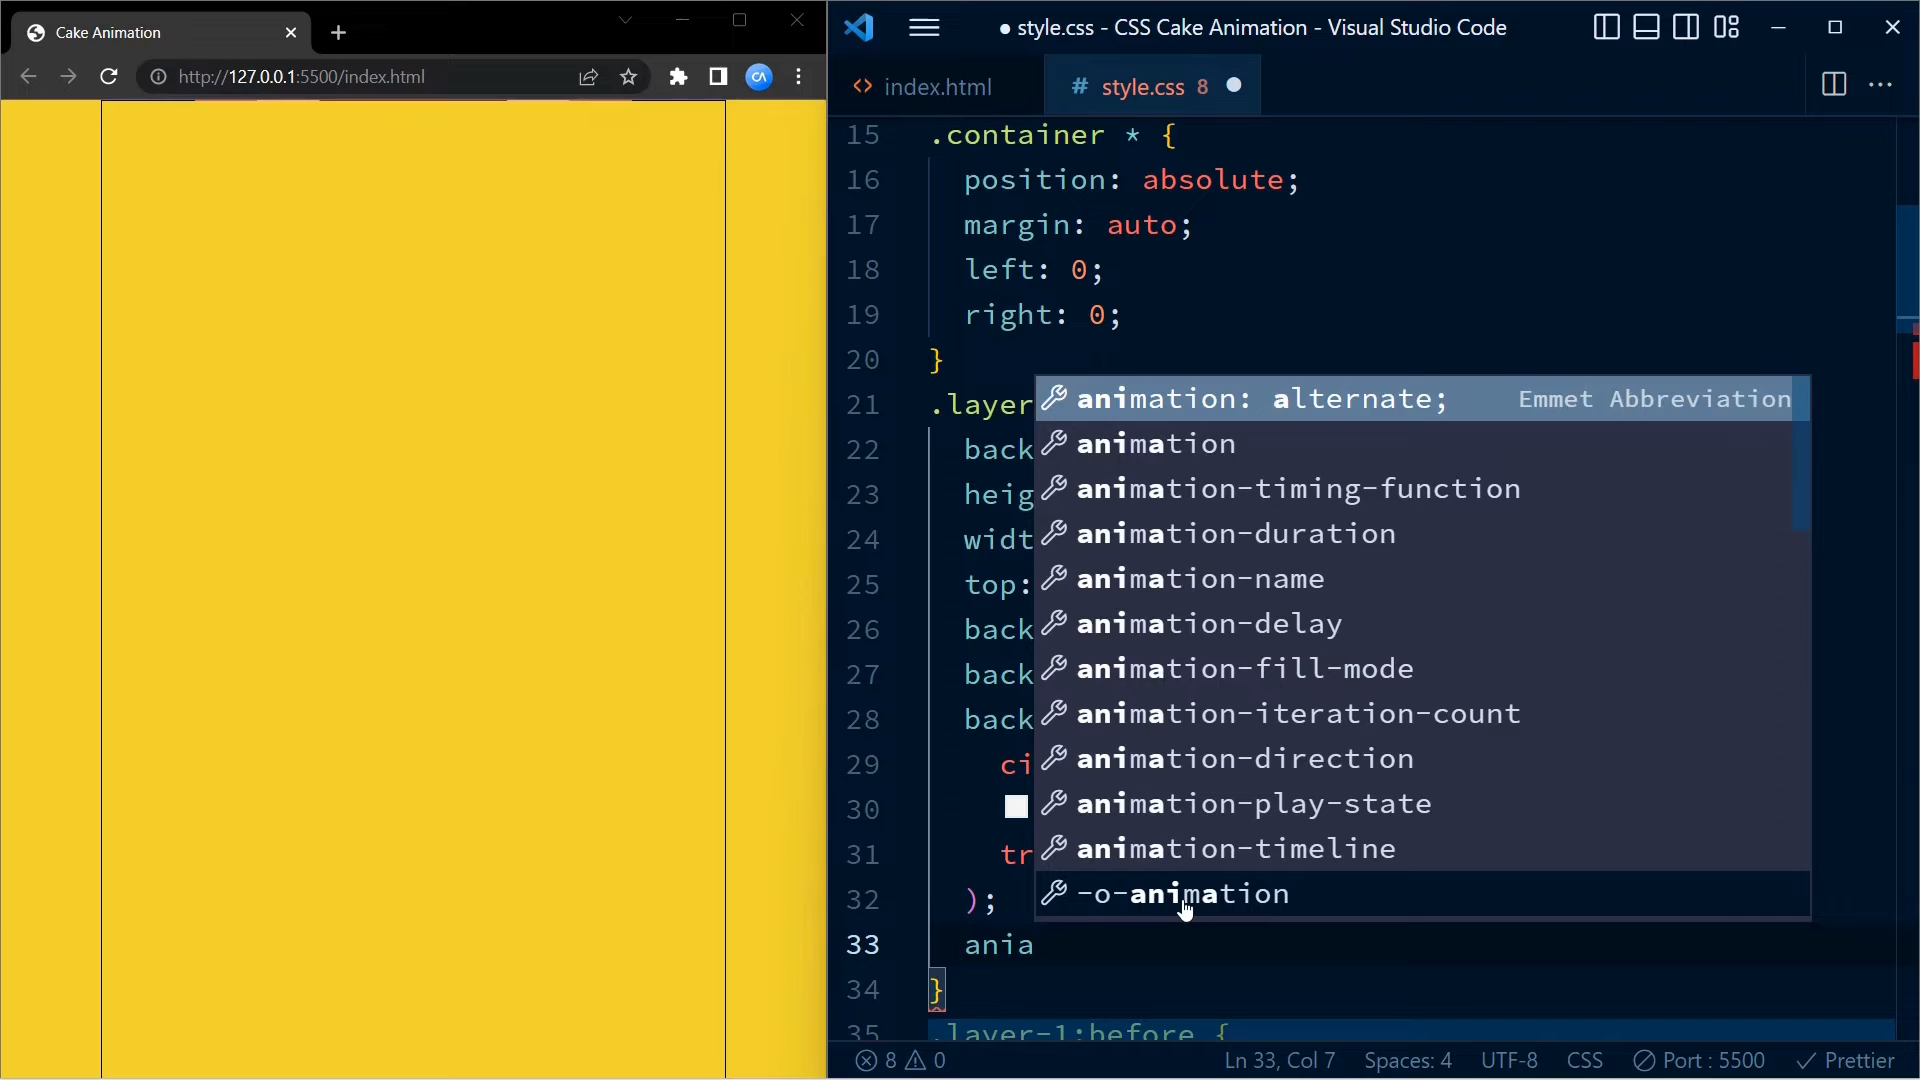 Cake Animation
http://127.0.0.1:5500/index.html
CA
style.css - CSS Cake Animation - Visual Studio Code
<> index.html
# style.css 8
15 .container * {
16 position: absolute;
17 margin: auto;
18 left: 0;
19 right: 0;
20 }
21 .layer
22 back
23 heig
24 widt
25 top:
26 back
27 back
28 back
29 ci
30
31 tr
32 );
33 ania
34 }
35 .layer-1:before {
animation: alternate; Emmet Abbreviation
animation
animation-timing-function
animation-duration
animation-name
animation-delay
animation-fill-mode
animation-iteration-count
animation-direction
animation-play-state
animation-timeline
-o-animation
8 0 Ln 33, Col 7 Spaces: 4 UTF-8 CSS Port : 5500 Prettier